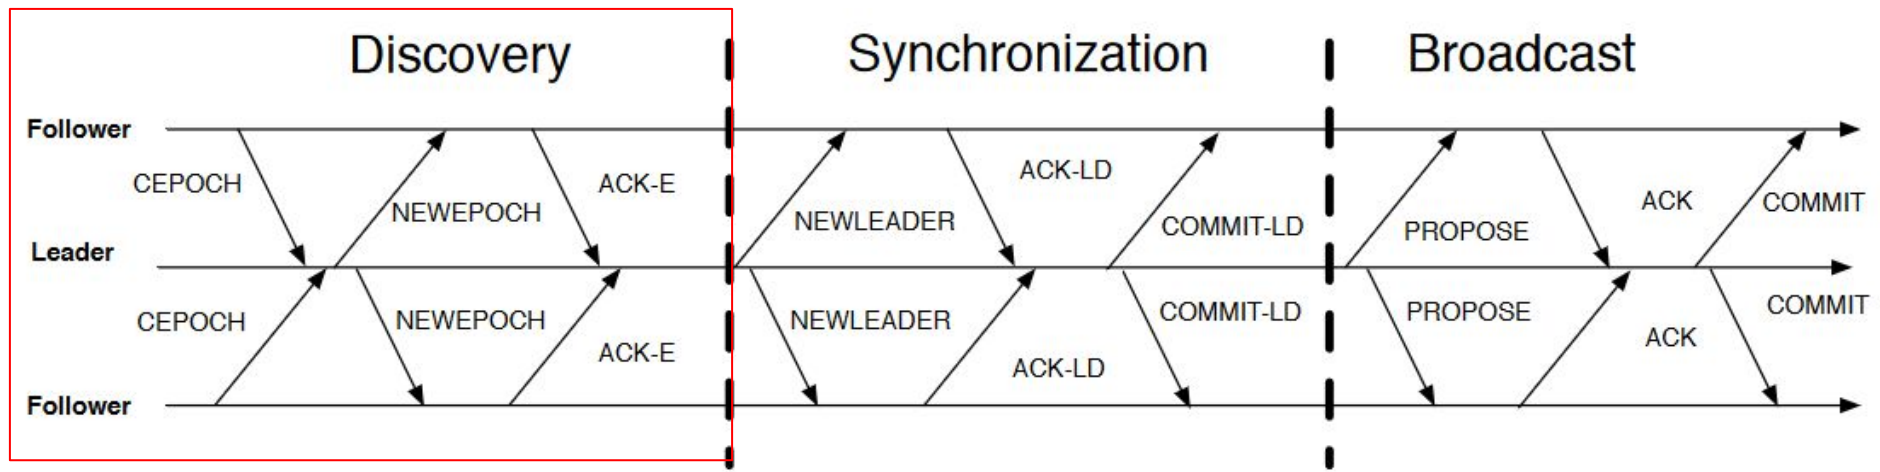 Discovery
Synchronization
Broadcast
Follower
CEPOCH
NEWEPOCH
ACK-E
NEWLEADER
ACK-LD
COMMIT-LD
PROPOSE
ACK
COMMIT
Leader
CEPOCH
NEWEPOCH
ACK-E
NEWLEADER
ACK-LD
COMMIT-LD
PROPOSE
ACK
COMMIT
Follower